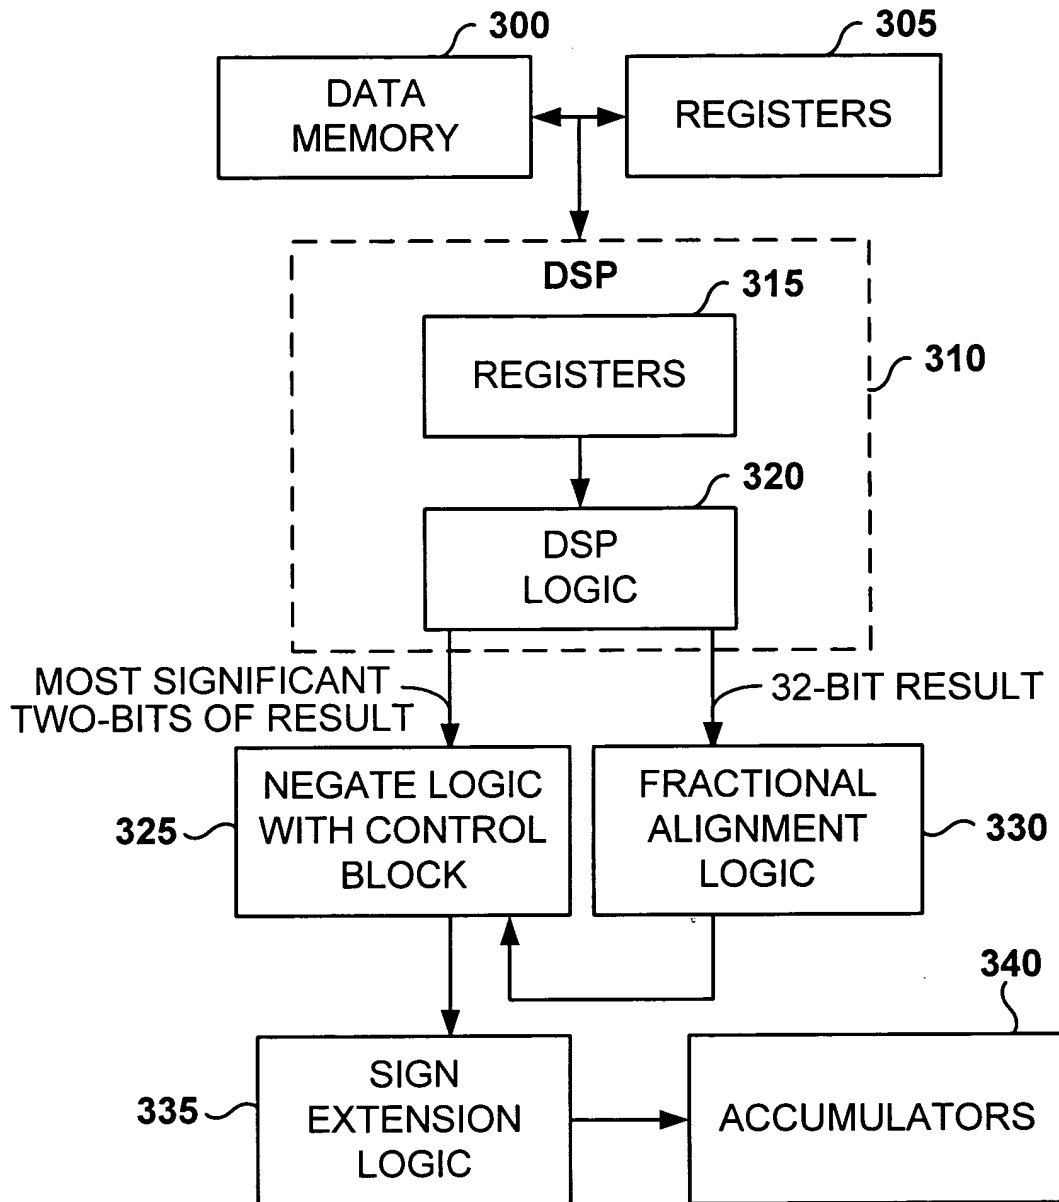 300
305
DATA
MEMORY
REGISTERS
DSP
315
REGISTERS
310
320
DSP
LOGIC
MOST SIGNIFICANT
TWO-BITS OF RESULT
32-BIT RESULT
325
NEGATE LOGIC
WITH CONTROL
BLOCK
FRACTIONAL
ALIGNMENT
LOGIC
330
340
335
SIGN
EXTENSION
LOGIC
ACCUMULATORS